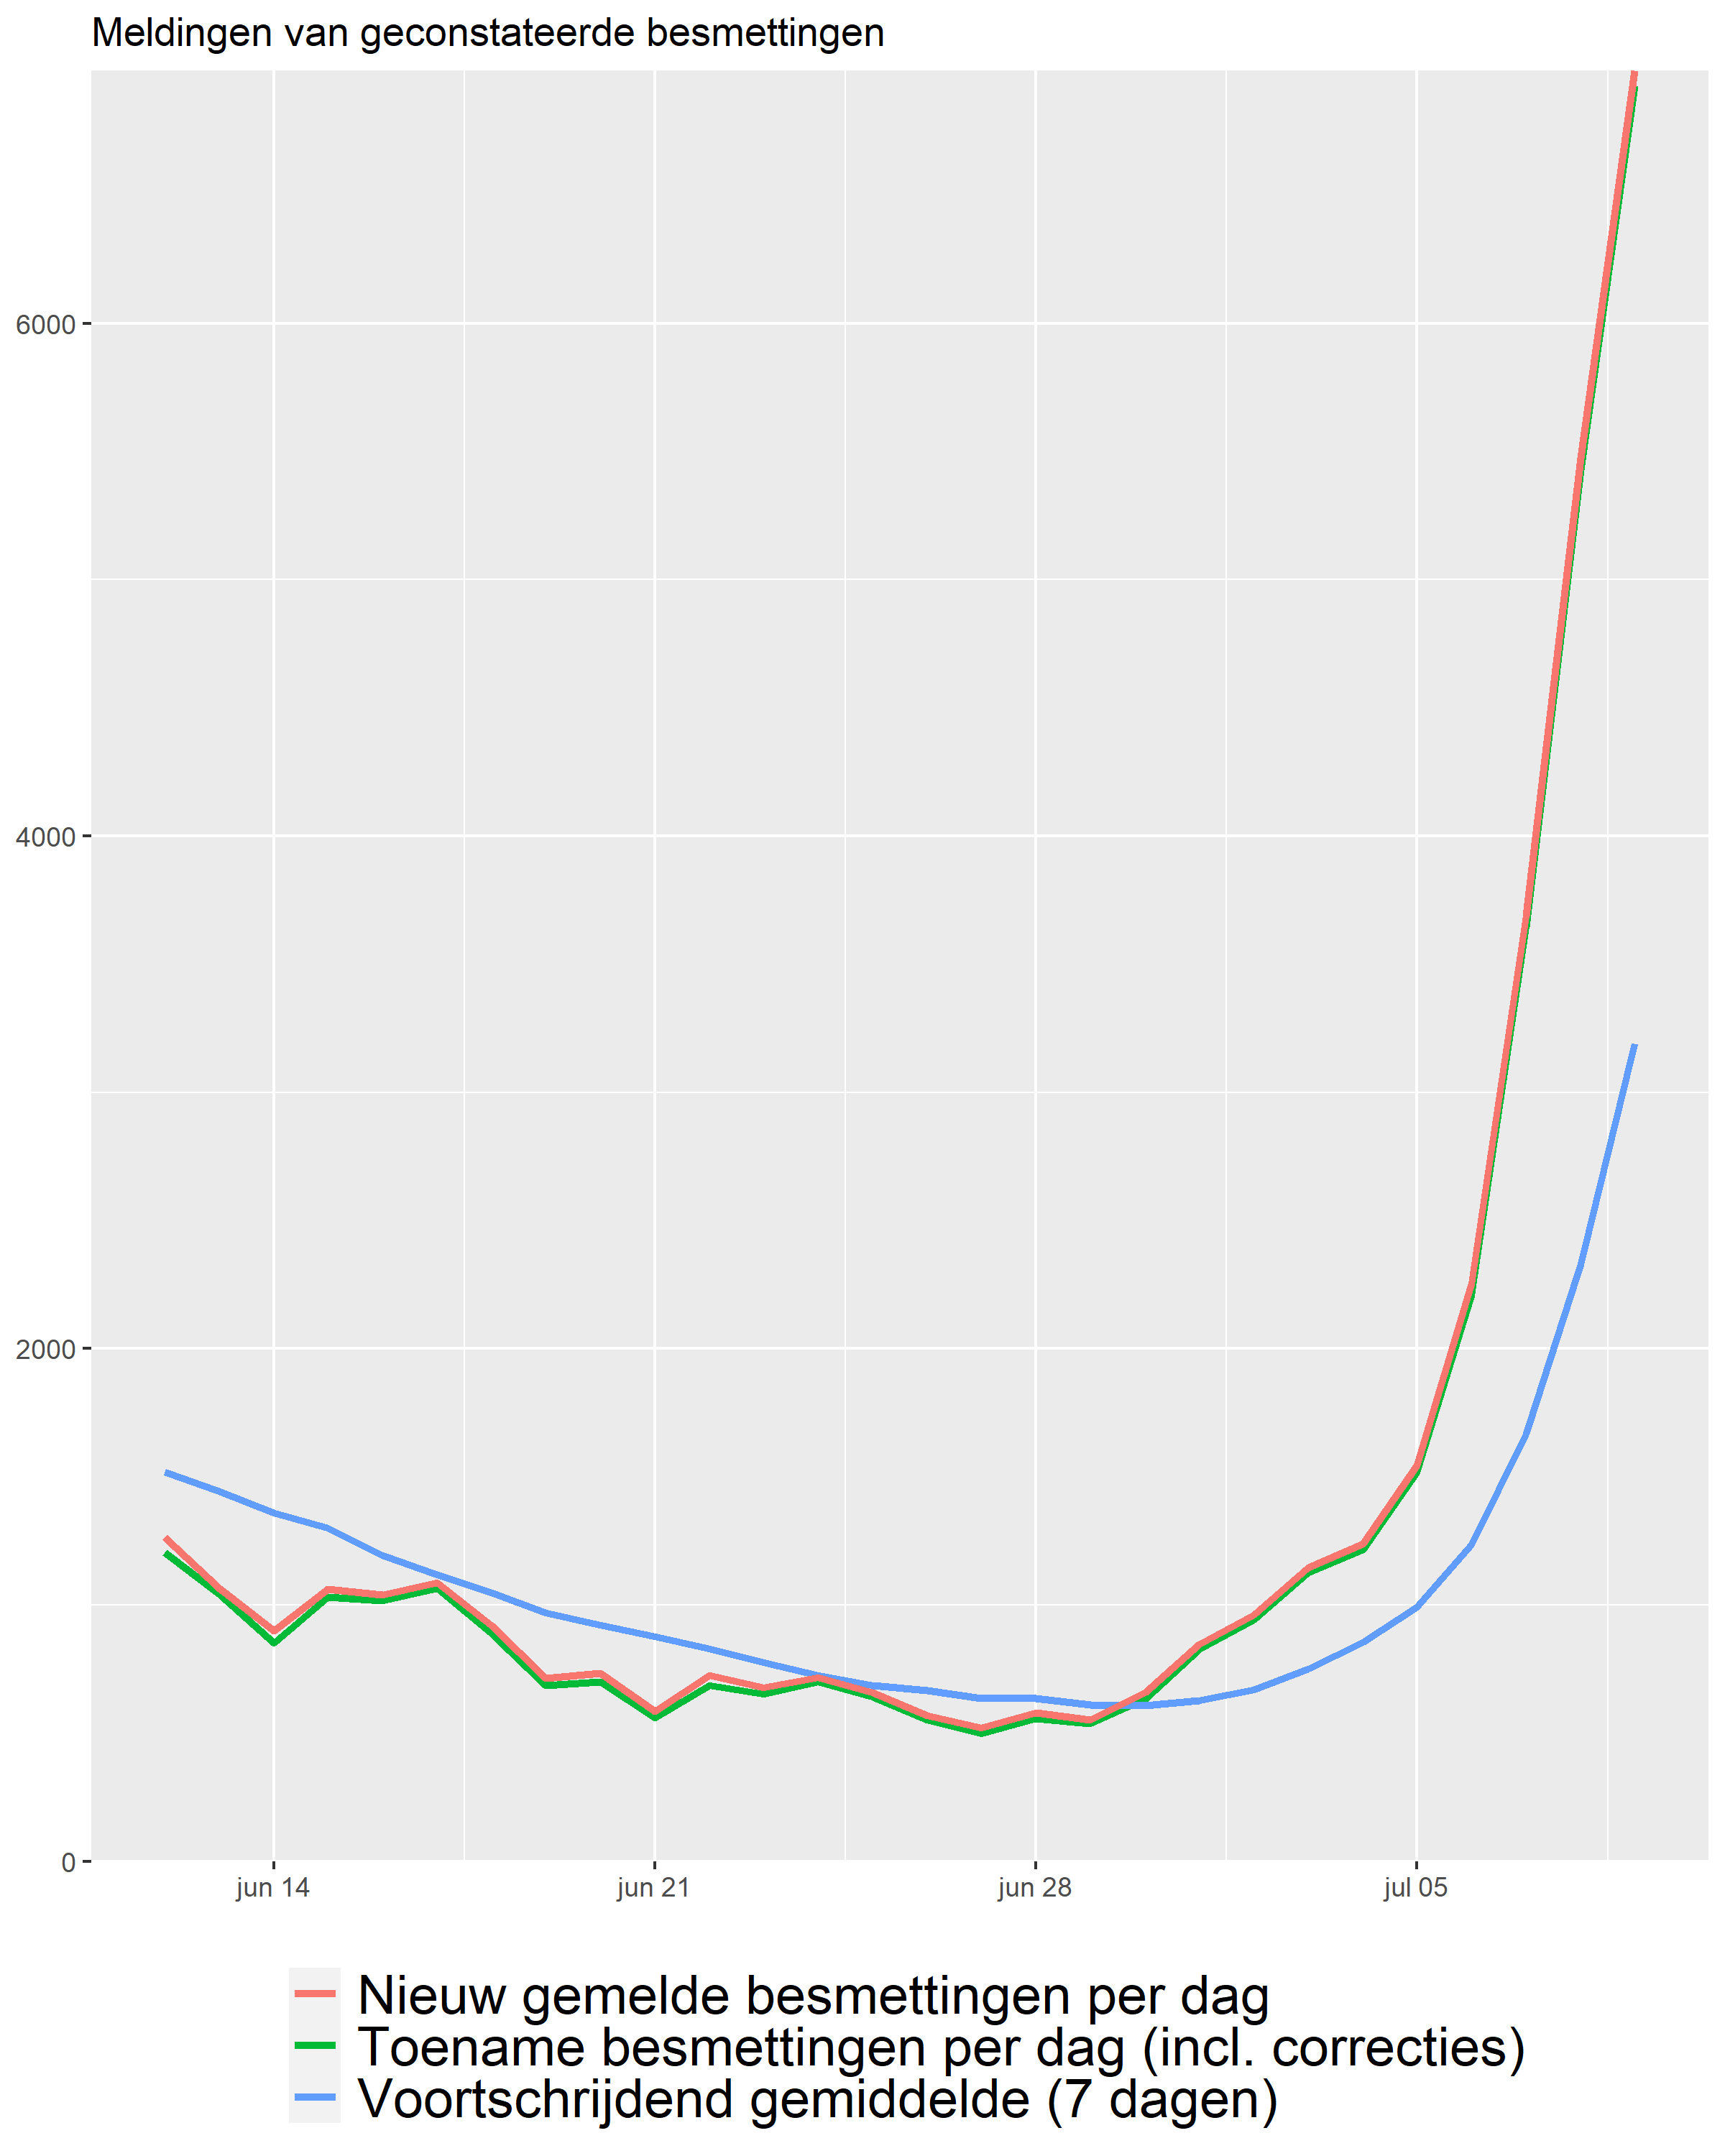 Meldingen van geconstateerde besmettingen
6000
4000
2000
0
jun 14 jun 21 jun 28 jul 05
Nieuw gemelde besmettingen per dag
Toename besmettingen per dag (incl. correcties)
Voortschrijdend gemiddelde (7 dagen)